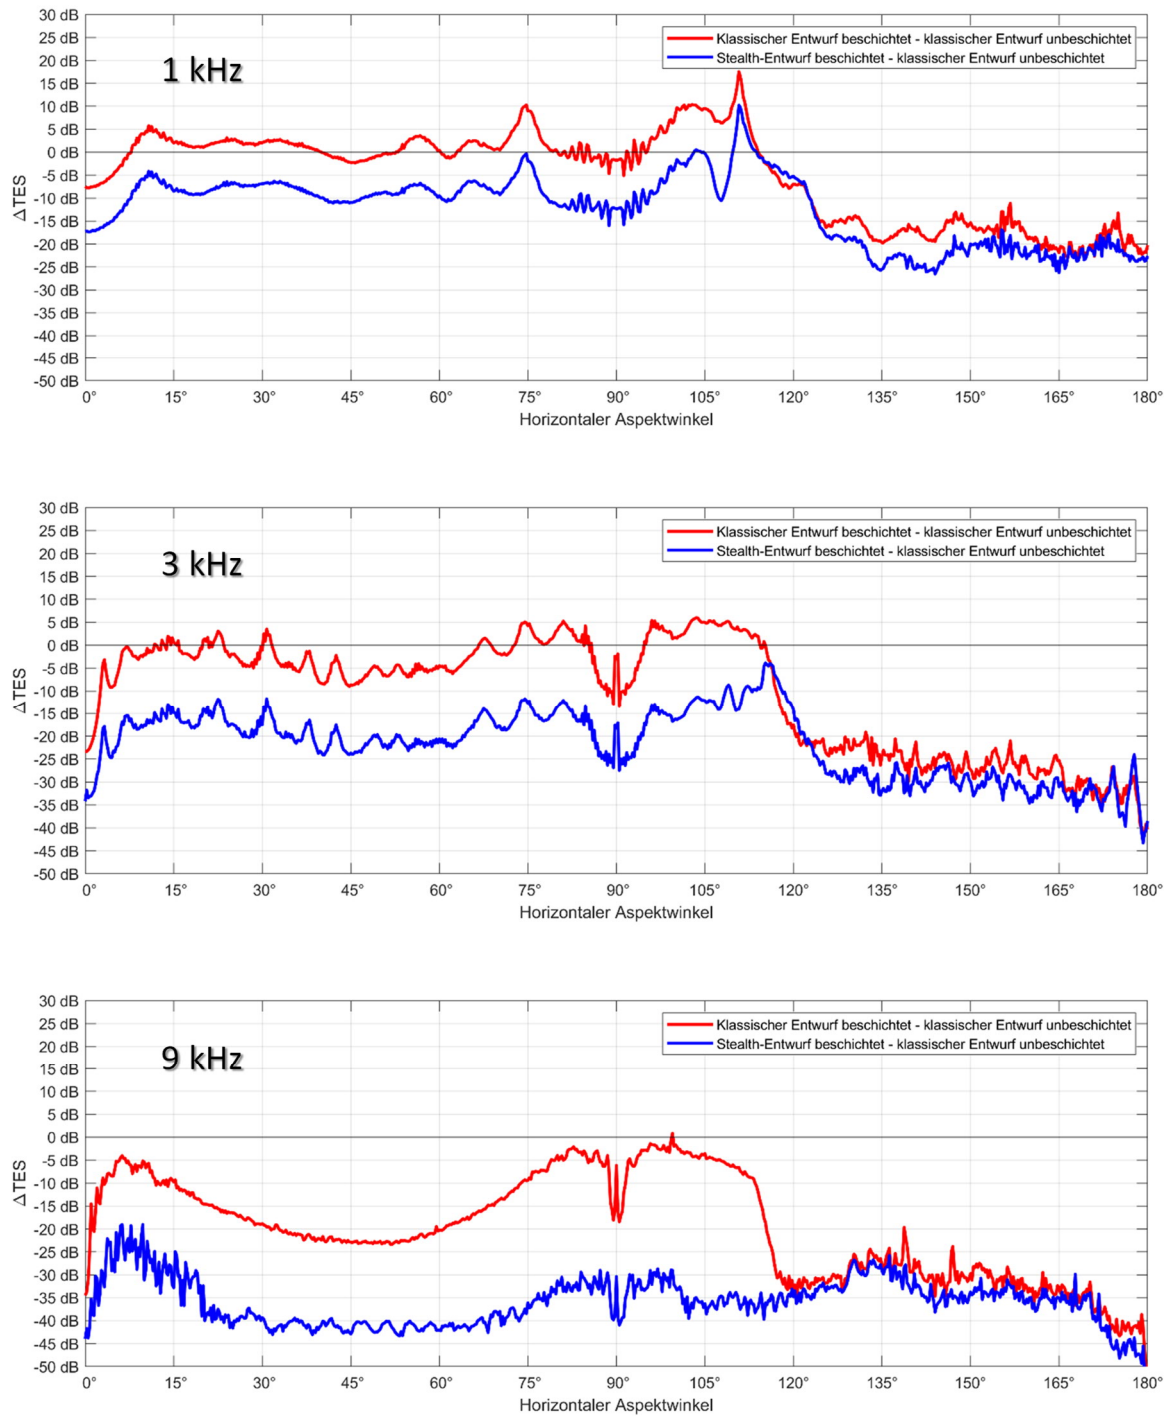 30 dB
25 dB
20 dB
15 dB
10 dB
5 dB
0 dB
-5 dB
-10 dB
-15 dB
-20 dB
-25 dB
-30 dB
-35 dB
-40 dB
-45 dB
-50 dB
ΔTES
1 kHz
Klassischer Entwurf beschichtet - klassischer Entwurf unbeschichtet
Stealth-Entwurf beschichtet - klassischer Entwurf unbeschichtet
0° 15° 30° 45° 60° 75° 90° 105° 120° 135° 150° 165° 180°
Horizontaler Aspektwinkel
30 dB
25 dB
20 dB
15 dB
10 dB
5 dB
0 dB
-5 dB
-10 dB
-15 dB
-20 dB
-25 dB
-30 dB
-35 dB
-40 dB
-45 dB
-50 dB
ΔTES
3 kHz
Klassischer Entwurf beschichtet - klassischer Entwurf unbeschichtet
Stealth-Entwurf beschichtet - klassischer Entwurf unbeschichtet
0° 15° 30° 45° 60° 75° 90° 105° 120° 135° 150° 165° 180°
Horizontaler Aspektwinkel
30 dB
25 dB
20 dB
15 dB
10 dB
5 dB
0 dB
-5 dB
-10 dB
-15 dB
-20 dB
-25 dB
-30 dB
-35 dB
-40 dB
-45 dB
-50 dB
ΔTES
9 kHz
Klassischer Entwurf beschichtet - klassischer Entwurf unbeschichtet
Stealth-Entwurf beschichtet - klassischer Entwurf unbeschichtet
0° 15° 30° 45° 60° 75° 90° 105° 120° 135° 150° 165° 180°
Horizontaler Aspektwinkel